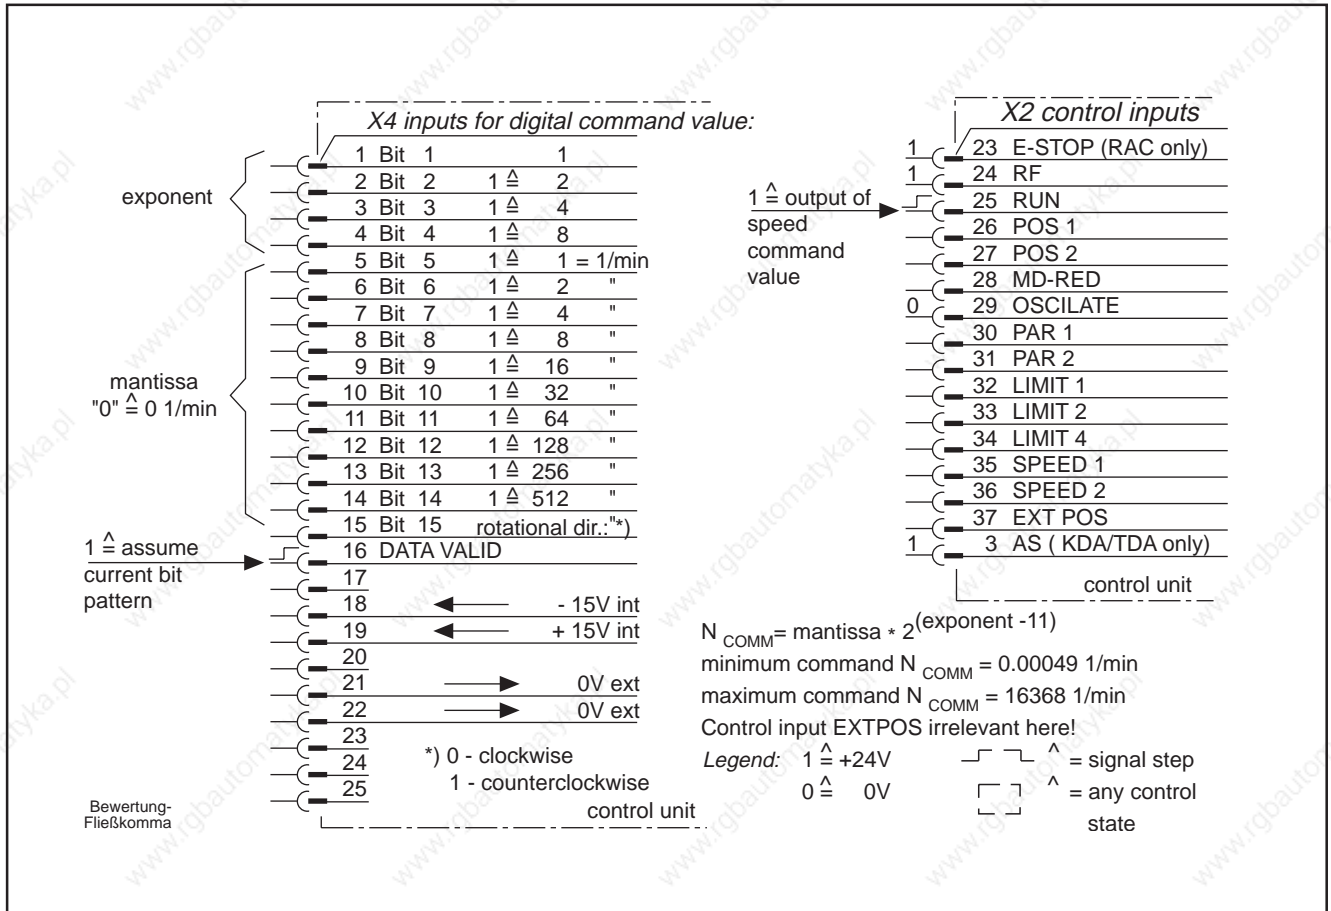 X4 inputs for digital command value:
exponent
1 Bit 1 1
2 Bit 2 1 ≙ 2
3 Bit 3 1 ≙ 4
4 Bit 4 1 ≙ 8
5 Bit 5 1 ≙ 1 = 1/min
6 Bit 6 1 ≙ 2 "
7 Bit 7 1 ≙ 4 "
8 Bit 8 1 ≙ 8 "
9 Bit 9 1 ≙ 16 "
mantissa
"0" ≙ 0 1/min
10 Bit 10 1 ≙ 32 "
11 Bit 11 1 ≙ 64 "
12 Bit 12 1 ≙ 128 "
13 Bit 13 1 ≙ 256 "
14 Bit 14 1 ≙ 512 "
15 Bit 15 rotational dir.:"*)
1 ≙ assume
current bit
pattern
16 DATA VALID
17
18 - 15V int
19 + 15V int
20
21 0V ext
22 0V ext
23
24
25
*) 0 - clockwise
1 - counterclockwise
control unit
Bewertung-
Fließkomma
X2 control inputs
1 23 E-STOP (RAC only)
1 24 RF
1 ≙ output of
speed
command
value
25 RUN
26 POS 1
27 POS 2
28 MD-RED
0 29 OSCILATE
30 PAR 1
31 PAR 2
32 LIMIT 1
33 LIMIT 2
34 LIMIT 4
35 SPEED 1
36 SPEED 2
37 EXT POS
1 3 AS ( KDA/TDA only)
control unit
N COMM= mantissa * 2(exponent -11)
minimum command N COMM = 0.00049 1/min
maximum command N COMM = 16368 1/min
Control input EXTPOS irrelevant here!
Legend: 1 ≙ +24V ^ = signal step
0 ≙ 0V ^ = any control
state
www.rgbautomatyka.pl